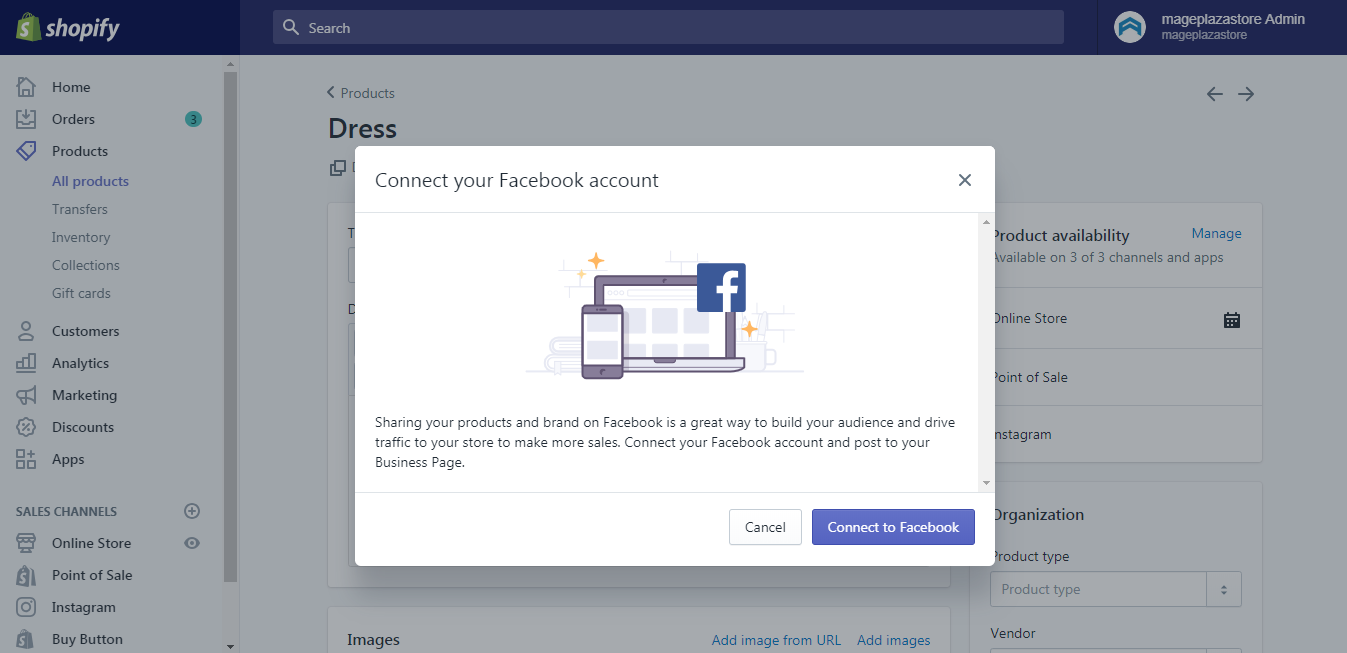 shopify
Search
mageplazastore Admin
mageplazastore
Home
Orders
3
Products
All products
Transfers
Inventory
Collections
Gift cards
Customers
Analytics
Marketing
Discounts
Apps
SALES CHANNELS
Online Store
Point of Sale
Instagram
Buy Button
Products
Dress
Connect your Facebook account
Sharing your products and brand on Facebook is a great way to build your audience and drive
traffic to your store to make more sales. Connect your Facebook account and post to your
Business Page.
Cancel
Connect to Facebook
Product availability
Manage
Available on 3 of 3 channels and apps
Online Store
Point of Sale
Instagram
Organization
Product type
Product type
Vendor
Images
Add image from URL
Add images